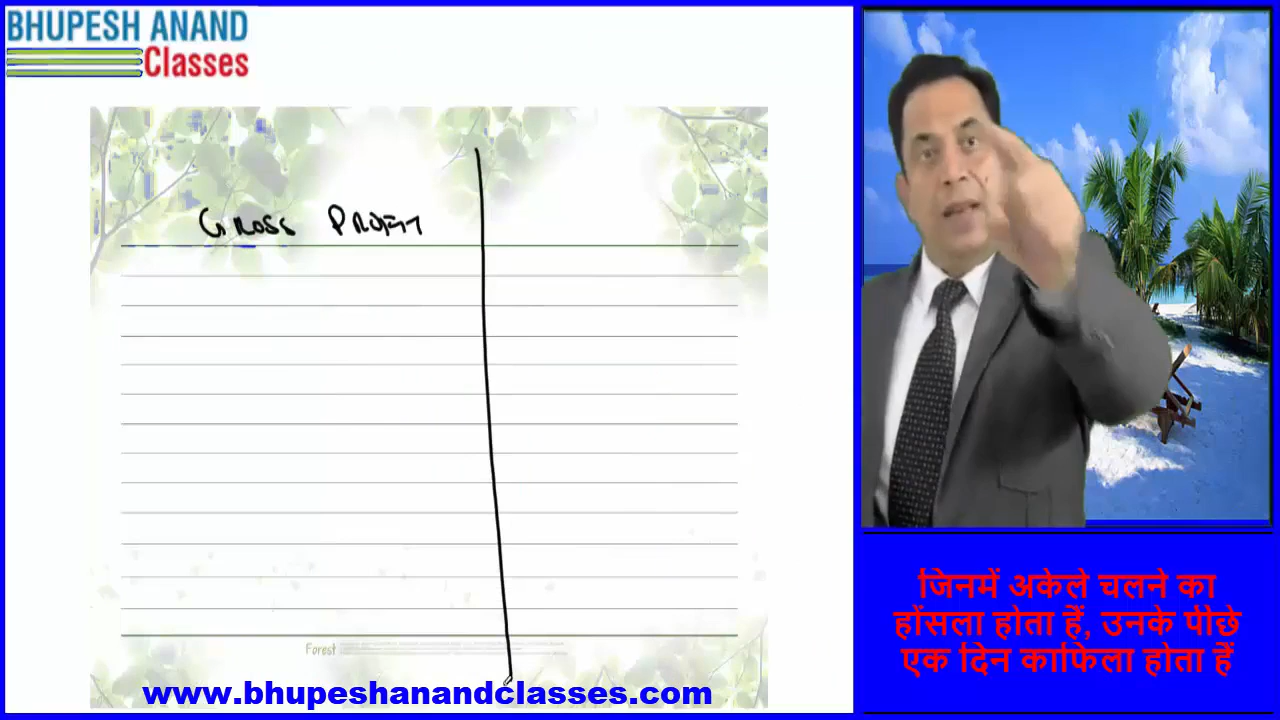 BHUPESH ANAND
Classes
GROSS PROFIT
Forest
www.bhupeshanandclasses.com
जिनमें अकेले चलने का
होंसला होता हैं, उनके पीछे
एक दिन काफिला होता हैं